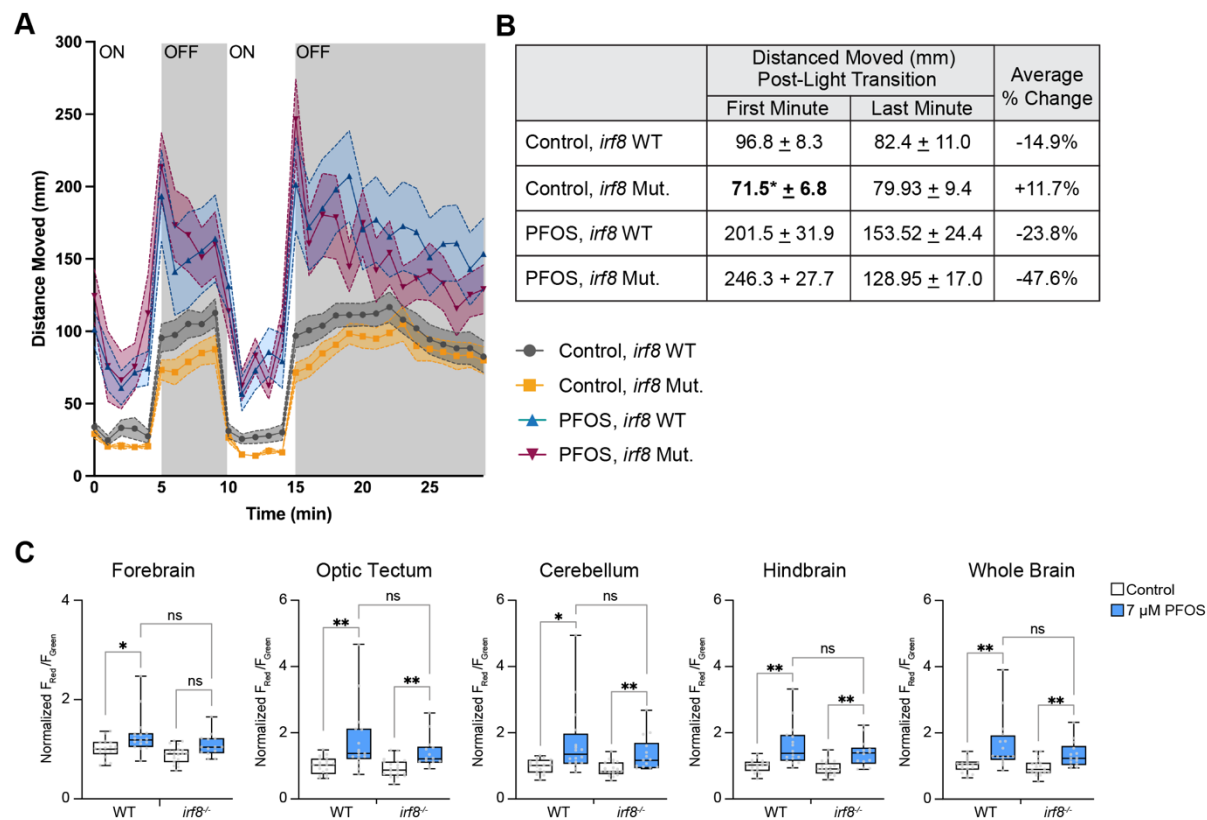 A
ON
OFF
ON
OFF
300
250
200
150
100
50
0
Distance Moved (mm)
0
5
10
15
20
25
Time (min)
B
Distanced Moved (mm)
Post-Light Transition
Average
% Change
First Minute
Last Minute
Control, irf8 WT
96.8 ± 8.3
82.4 ± 11.0
-14.9%
Control, irf8 Mut.
71.5* ± 6.8
79.93 ± 9.4
+11.7%
PFOS, irf8 WT
201.5 ± 31.9
153.52 ± 24.4
-23.8%
PFOS, irf8 Mut.
246.3 + 27.7
128.95 ± 17.0
-47.6%
Control, irf8 WT
Control, irf8 Mut.
PFOS, irf8 WT
PFOS, irf8 Mut.
C
Forebrain
4
2
0
Normalized FRed/FGreen
*
ns
ns
WT
irf8-/-
Optic Tectum
6
4
2
0
Normalized FRed/FGreen
**
ns
**
WT
irf8-/-
Cerebellum
6
4
2
0
Normalized FRed/FGreen
*
ns
**
WT
irf8-/-
Hindbrain
6
4
2
0
Normalized FRed/FGreen
**
ns
**
WT
irf8-/-
Whole Brain
6
4
2
0
Normalized FRed/FGreen
**
ns
**
WT
irf8-/-
Control
7 µM PFOS